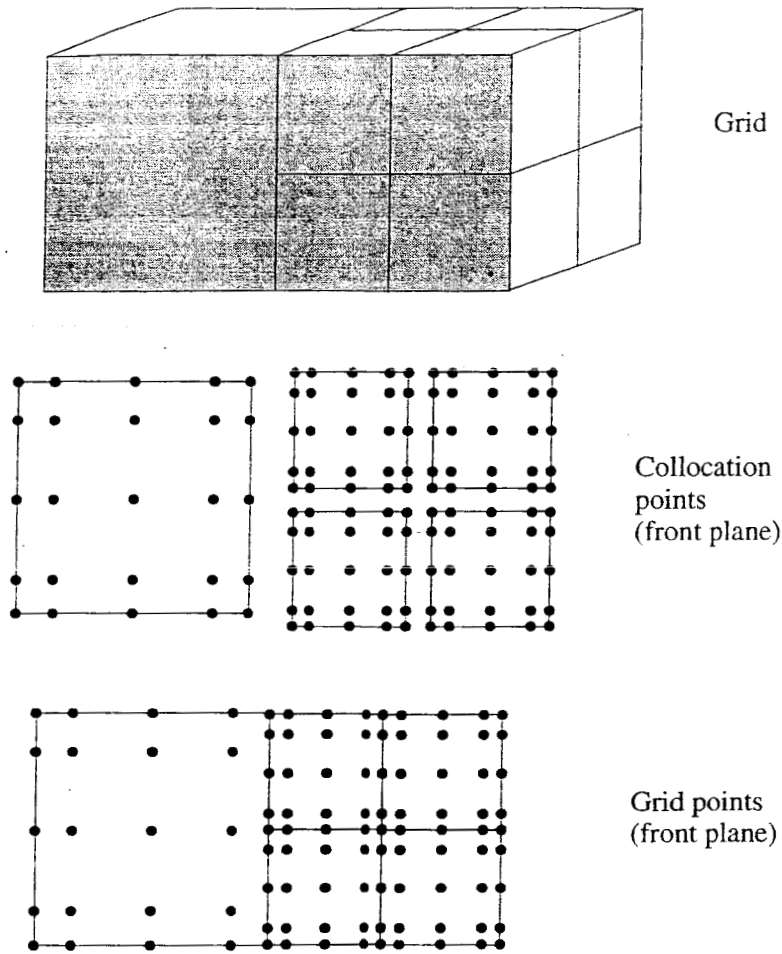 Grid
Collocation
points
(front plane)
Grid points
(front plane)